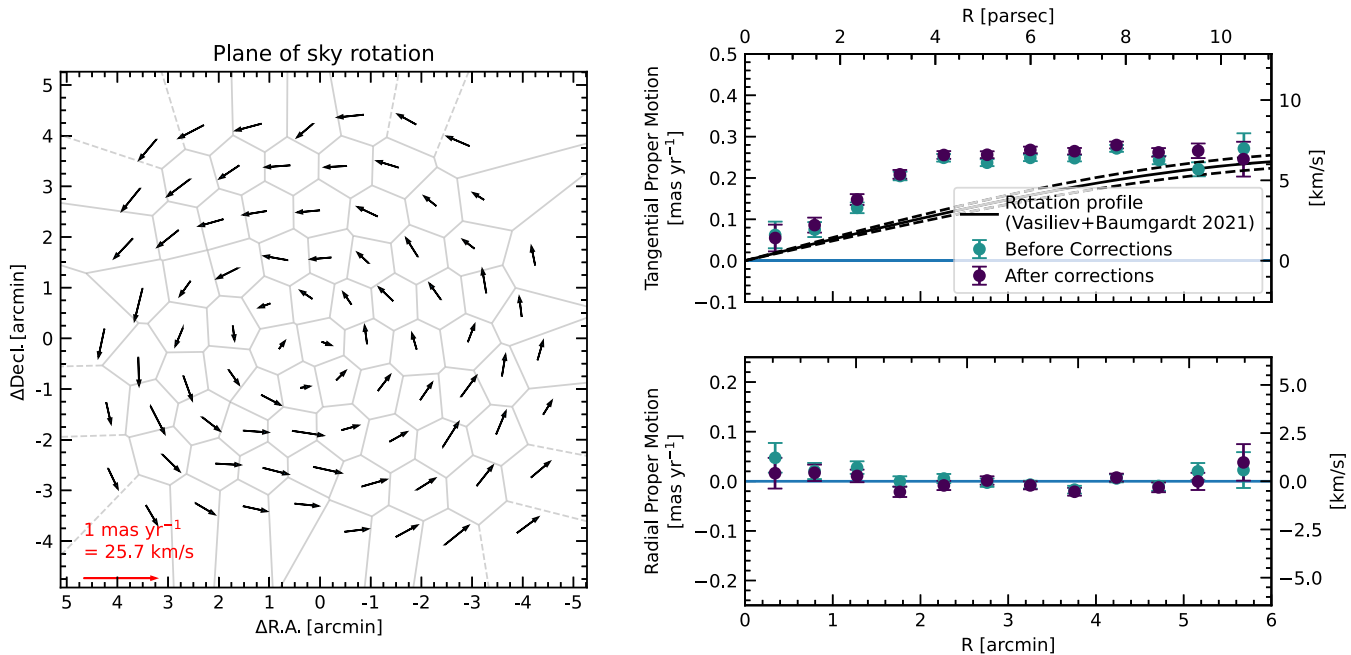 Plane of sky rotation
5
4
3
2
1
0
-1
-2
-3
-4
ΔDecl. [arcmin]
1 mas yr⁻¹
= 25.7 km/s
5 4 3 2 1 0 -1 -2 -3 -4 -5
ΔR.A. [arcmin]
R [parsec]
0 2 4 6 8 10
Tangential Proper Motion
[mas yr⁻¹]
0.5
0.4
0.3
0.2
0.1
0.0
−0.1
10
5
0
[km/s]
Rotation profile
(Vasiliev+Baumgardt 2021)
Before Corrections
After corrections
Radial Proper Motion
[mas yr⁻¹]
0.2
0.1
0.0
−0.1
−0.2
5.0
2.5
0.0
−2.5
−5.0
[km/s]
0 1 2 3 4 5 6
R [arcmin]